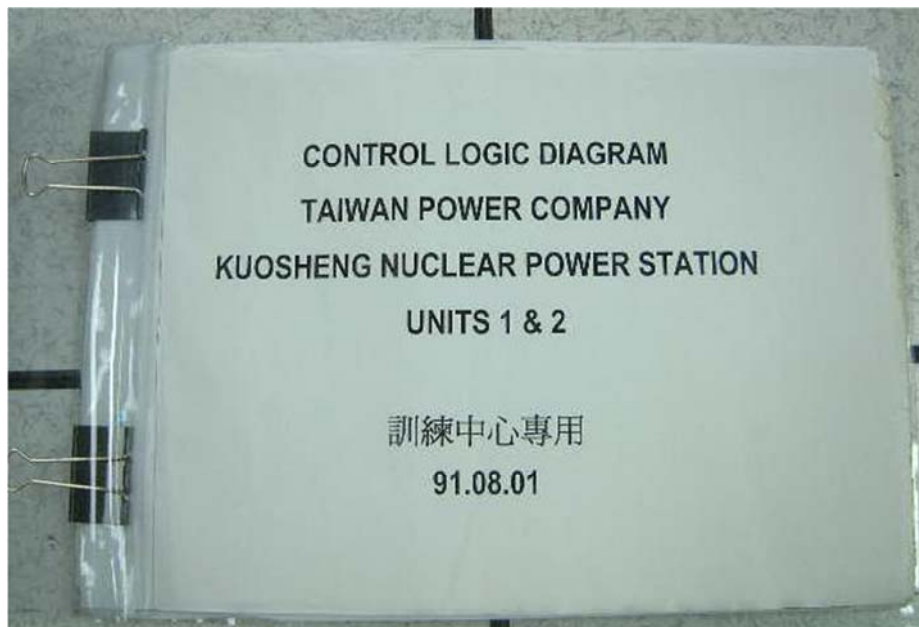 CONTROL LOGIC DIAGRAM
TAIWAN POWER COMPANY
KUOSHENG NUCLEAR POWER STATION
UNITS 1 & 2
訓練中心專用
91.08.01